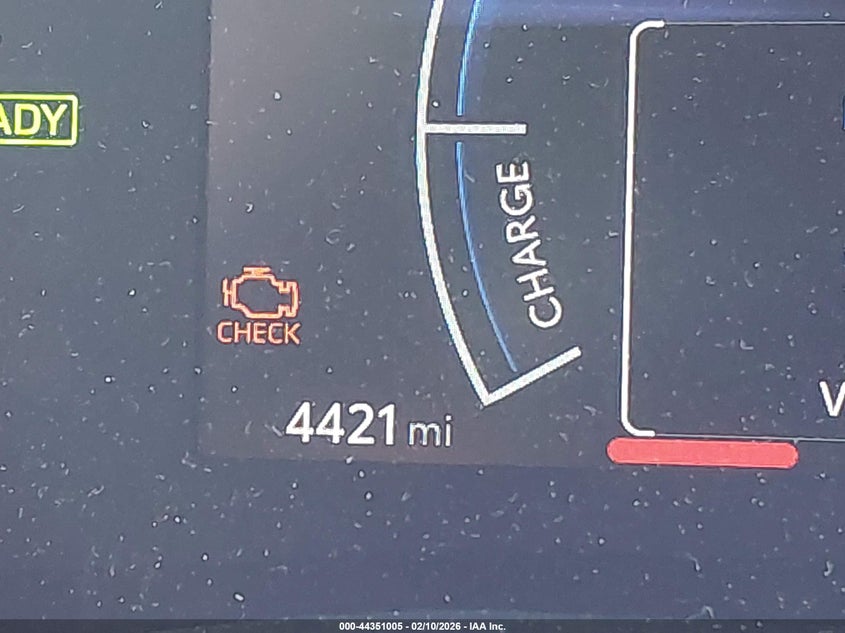 ADY
CHARGE
CHECK
4421 mi
V
000-44351005 - 02/10/2026 - IAA Inc.